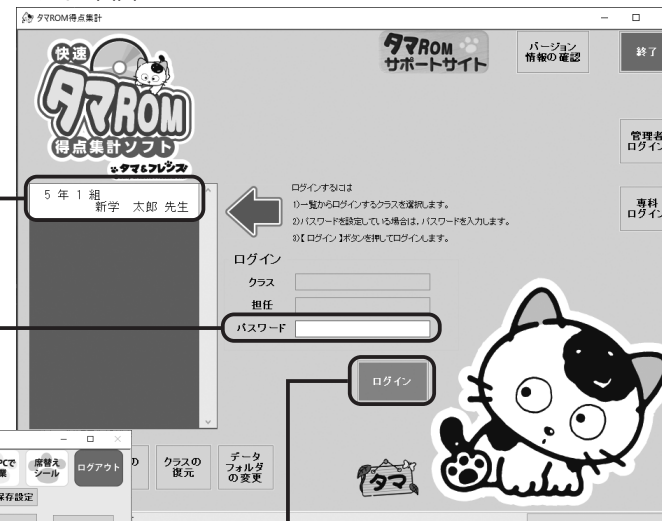 タマROM得点集計
快速
タマROM
得点集計ソフト
タマ&フレンズ
タマROM
サポートサイト
バージョン
情報の確認
終了
管理者
ログイン
専科
ログイン
5年1組
新学 太郎 先生
ログインするには
1)一覧からログインするクラスを選択します。
2)パスワードを設定している場合は、パスワードを入力します。
3)【 ログイン 】ボタンを押してログインします。
ログイン
クラス
担任
パスワード
ログイン
クラスの
復元
データ
フォルダ
の変更
タマ
PCで
業
席替え
シール
ログアウト
保存設定